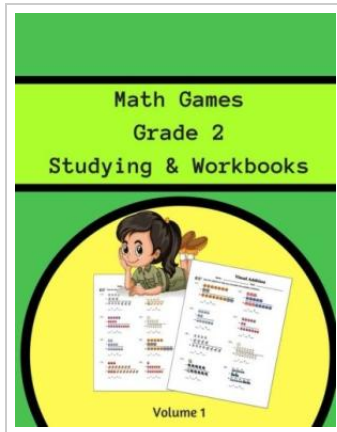 Math Games
Grade 2
Studying & Workbooks
Visual Addition
Volume 1